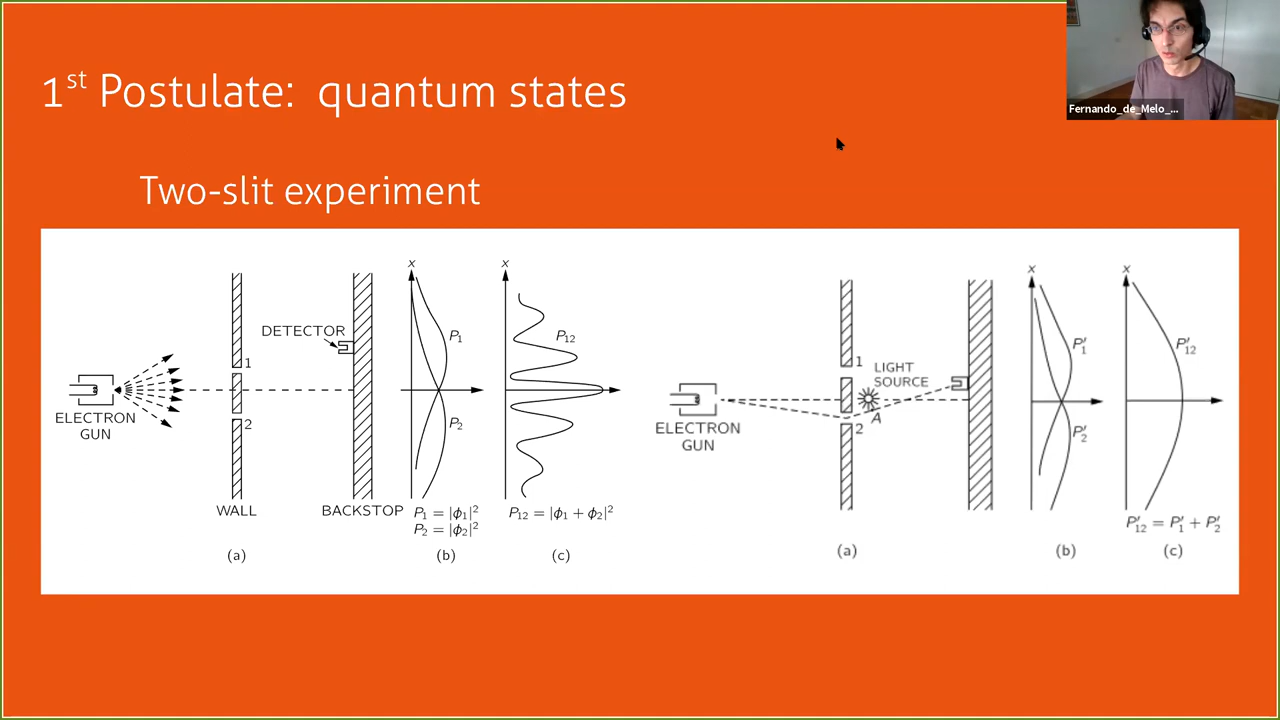 1st Postulate: quantum states
Fernando_de_Melo_...
Two-slit experiment
ELECTRON
GUN
1
2
WALL
DETECTOR
BACKSTOP
(a)
x
P1
P2
P1 = |ϕ1|²
P2 = |ϕ2|²
(b)
x
P12
P12 = |ϕ1 + ϕ2|²
(c)
ELECTRON
GUN
1
2
LIGHT
SOURCE
A
(a)
x
P′1
P′2
(b)
x
P′12
P′12 = P′1 + P′2
(c)